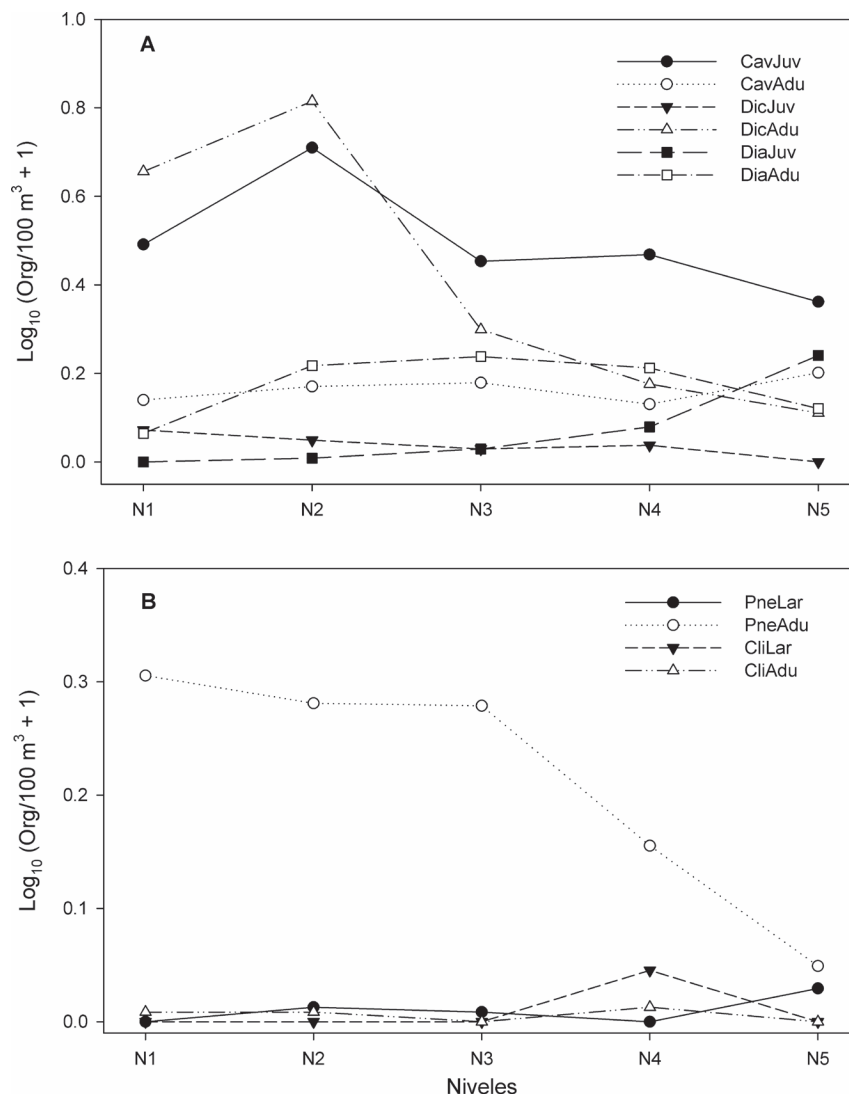 A
CavJuv
CavAdu
DicJuv
DicAdu
DiaJuv
DiaAdu
1.0
0.8
0.6
0.4
0.2
0.0
Log10 (Org/100 m3 + 1)
N1 N2 N3 N4 N5
B
PneLar
PneAdu
CliLar
CliAdu
0.4
0.3
0.2
0.1
0.0
Log10 (Org/100 m3 + 1)
N1 N2 N3 N4 N5
Niveles